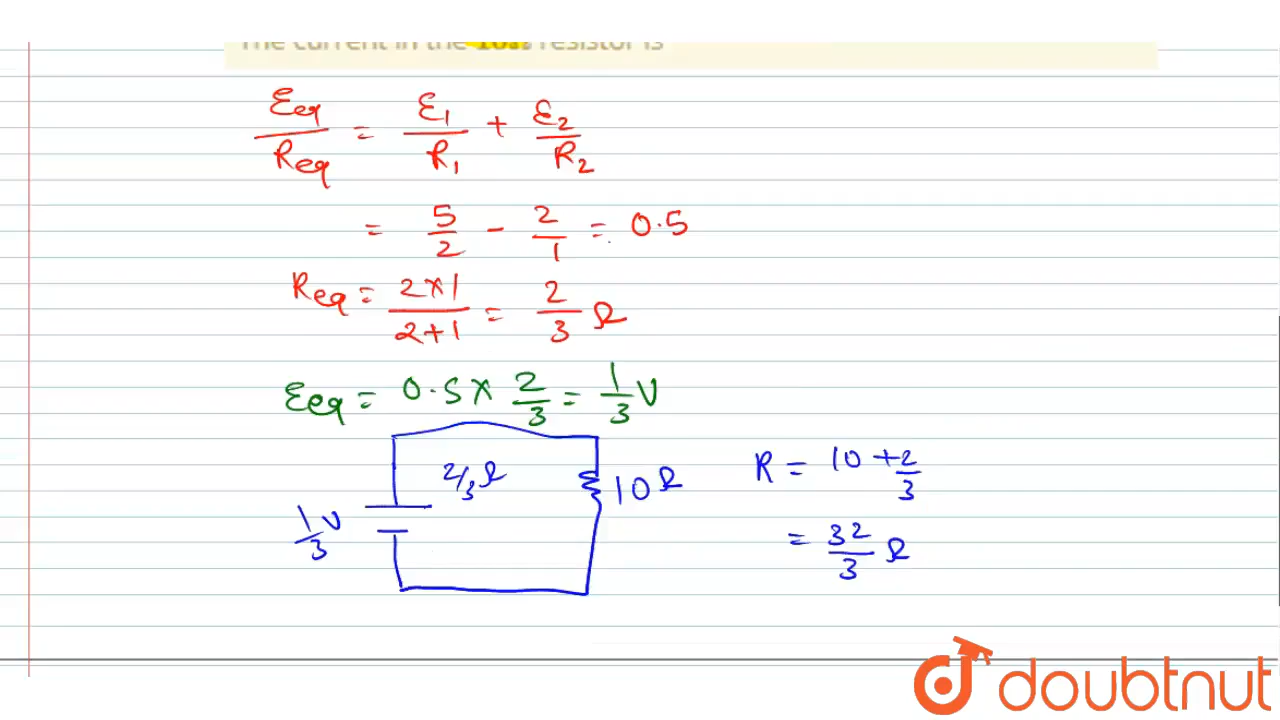 The current in the 10Ω resistor is
Eeq/Req = E1/R1 + E2/R2
= 5/2 - 2/1 = 0.5
Req = 2×1/2+1 = 2/3 Ω
Eeq = 0.5 × 2/3 = 1/3 V
2/3 Ω
10 Ω
1/3 V
R = 10 + 2/3
= 32/3 Ω
doubtnut